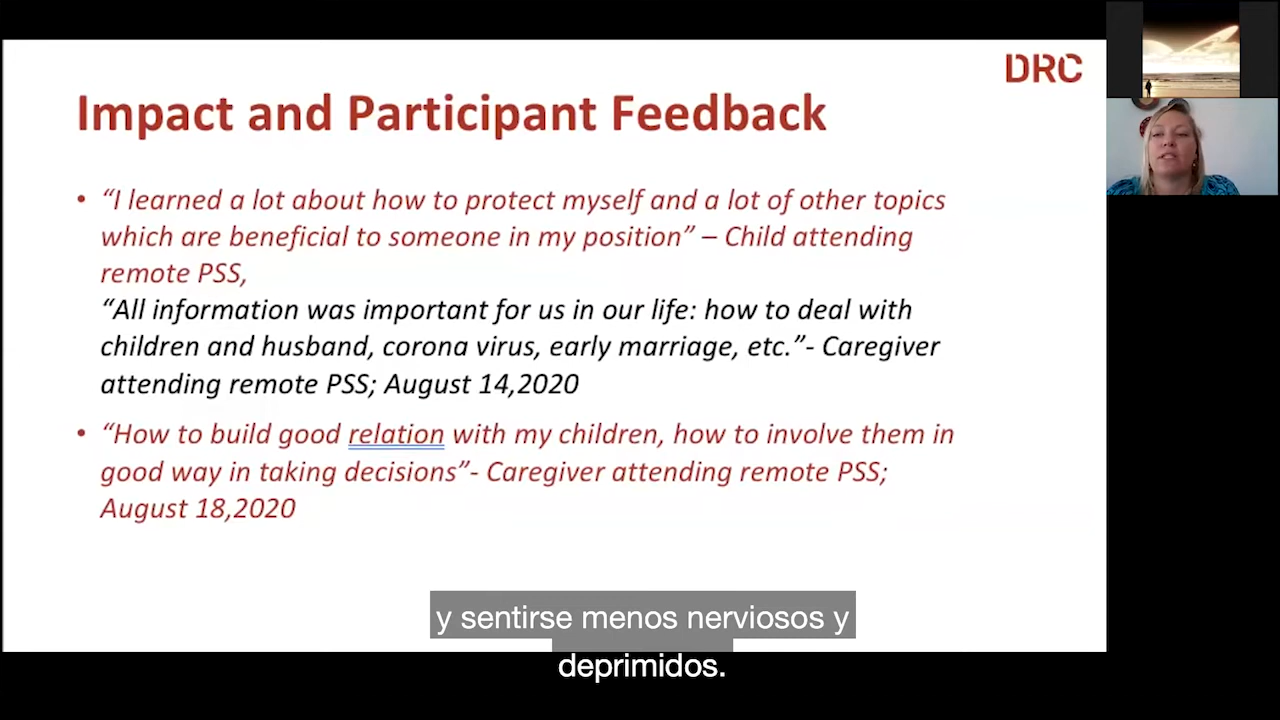 DRC
Impact and Participant Feedback
• “I learned a lot about how to protect myself and a lot of other topics
which are beneficial to someone in my position” – Child attending
remote PSS,
“All information was important for us in our life: how to deal with
children and husband, corona virus, early marriage, etc.”- Caregiver
attending remote PSS; August 14,2020
• “How to build good relation with my children, how to involve them in
good way in taking decisions”- Caregiver attending remote PSS;
August 18,2020
y sentirse menos nerviosos y
deprimidos.